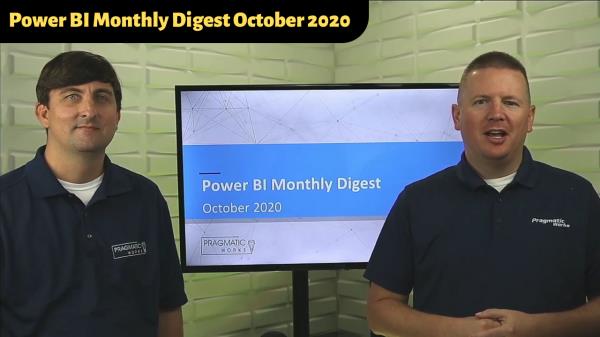 Power BI Monthly Digest October 2020
Power BI Monthly Digest
October 2020
PRAGMATIC
WORKS
PRAGMATIC
WORKS
Pragmatic
Works